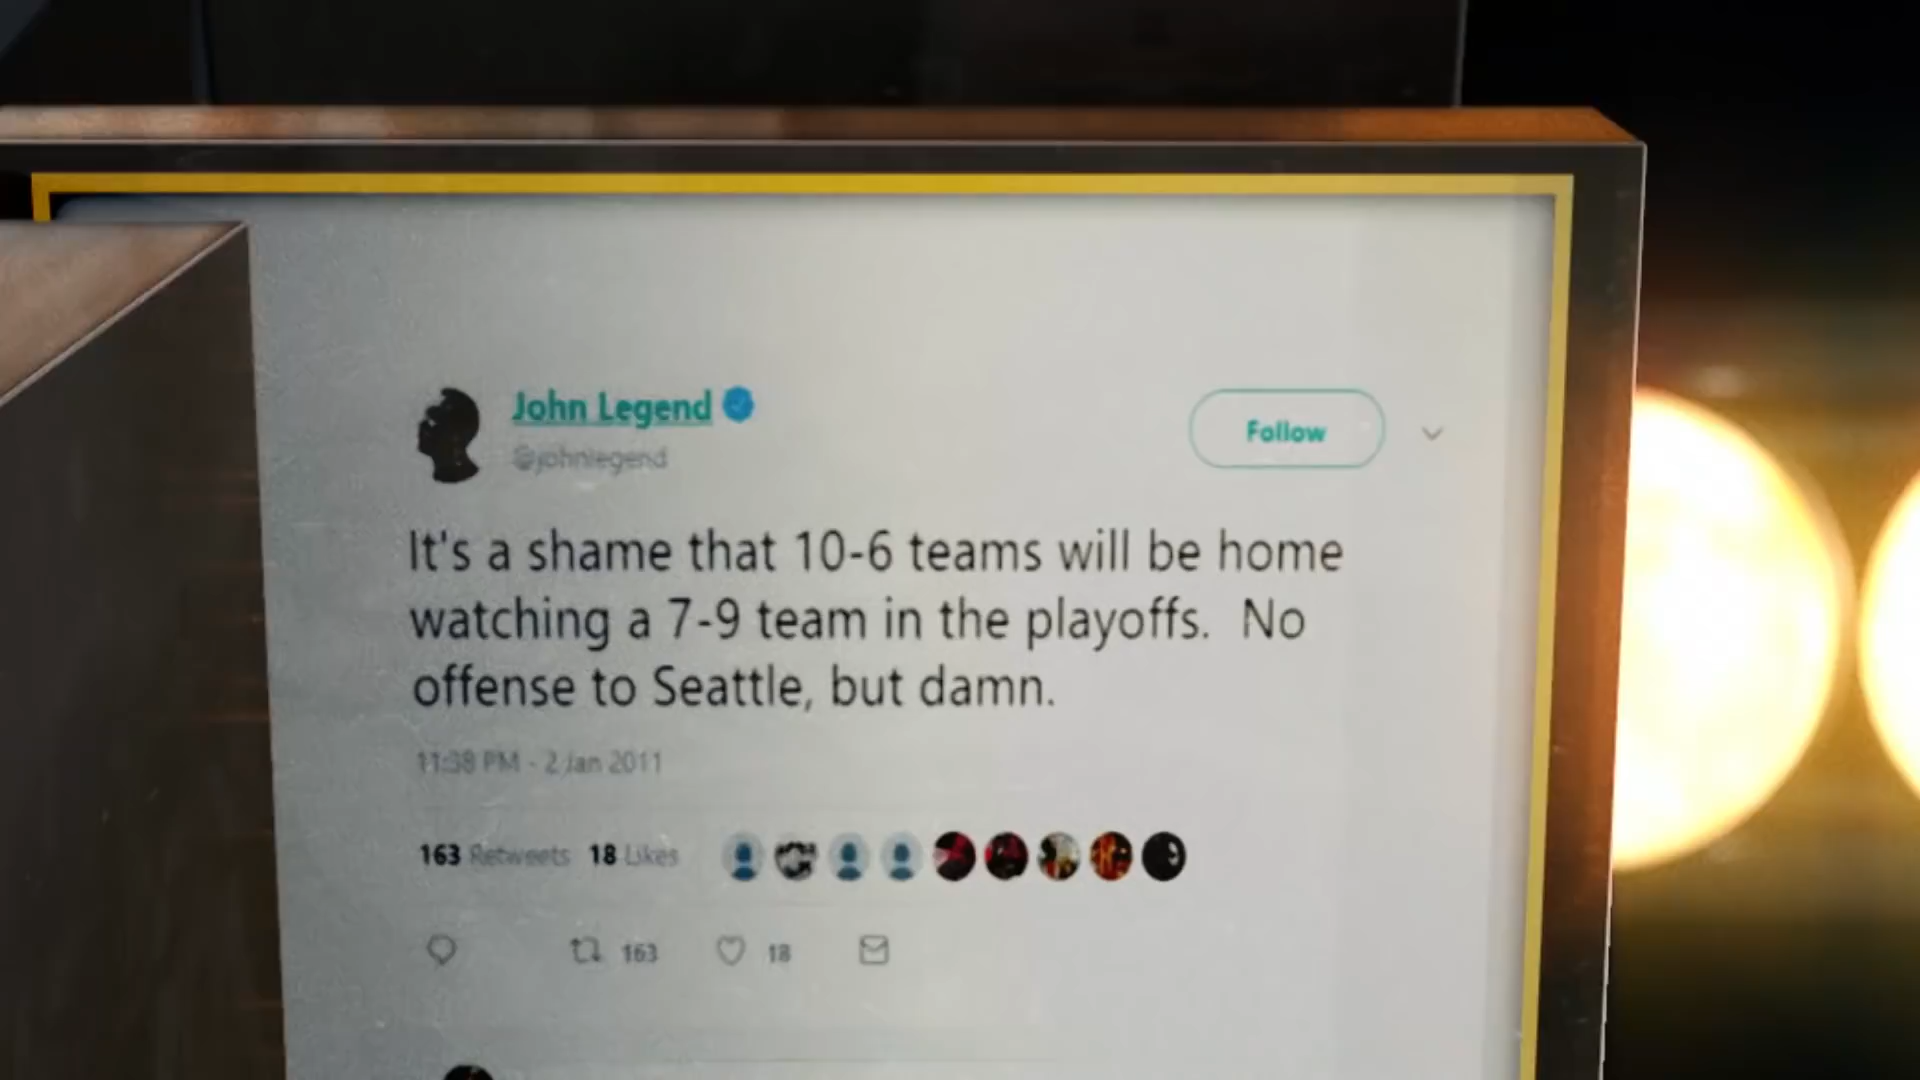 John Legend
@johnlegend
Follow
It's a shame that 10-6 teams will be home
watching a 7-9 team in the playoffs. No
offense to Seattle, but damn.
11:38 PM - 2 Jan 2011
163 Retweets 18 Likes
163 18